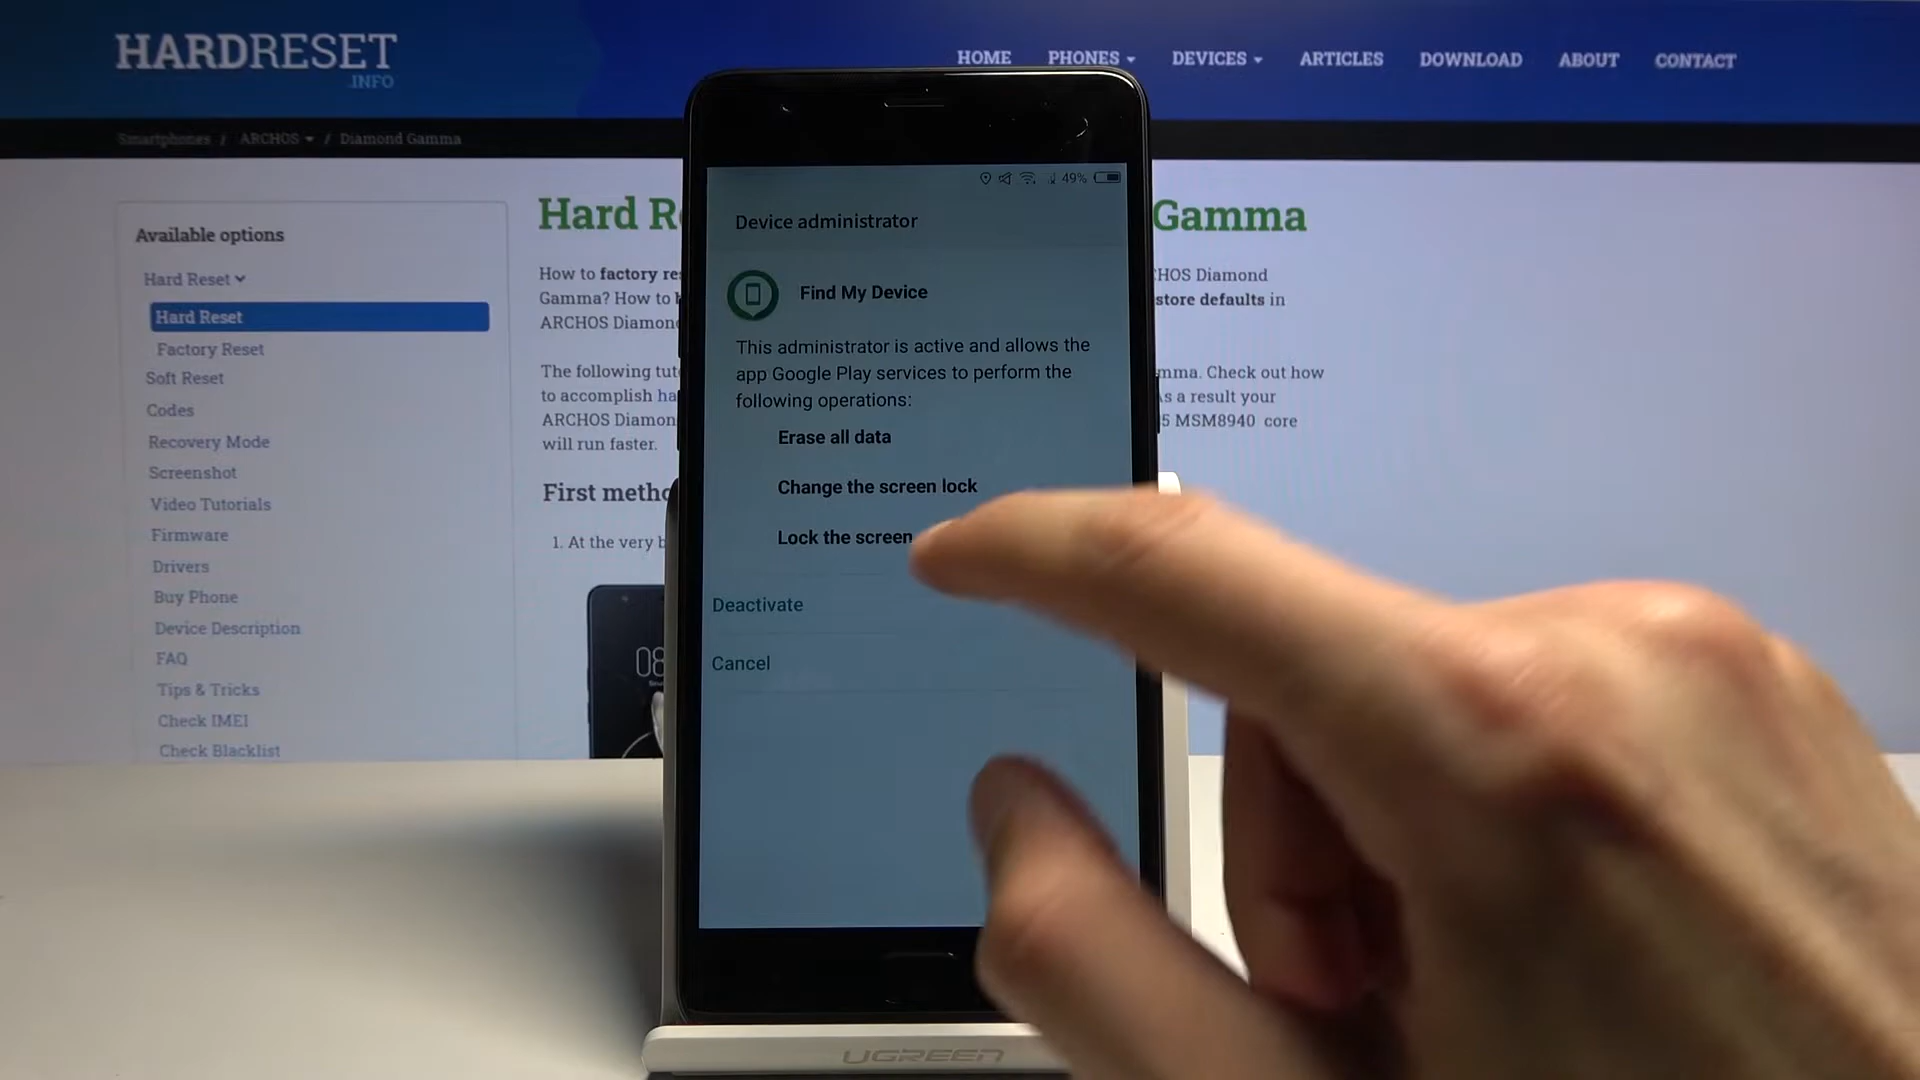 HARDRESET
.INFO
HOME PHONES DEVICES ARTICLES DOWNLOAD ABOUT CONTACT
Smartphones / ARCHOS / Diamond Gamma
Available options
Hard Reset
Hard Reset
Factory Reset
Soft Reset
Codes
Recovery Mode
Screenshot
Video Tutorials
Firmware
Drivers
Buy Phone
Device Description
FAQ
Tips & Tricks
Check IMEI
Check Blacklist
Hard R Gamma
How to factory re CHOS Diamond
Gamma? How to store defaults in
ARCHOS Diamon
The following tut mma. Check out how
to accomplish ha As a result your
ARCHOS Diamon 5 MSM8940 core
will run faster.
First metho
1. At the very b
08
49%
Device administrator
Find My Device
This administrator is active and allows the
app Google Play services to perform the
following operations:
Erase all data
Change the screen lock
Lock the screen
Deactivate
Cancel
UGREEN